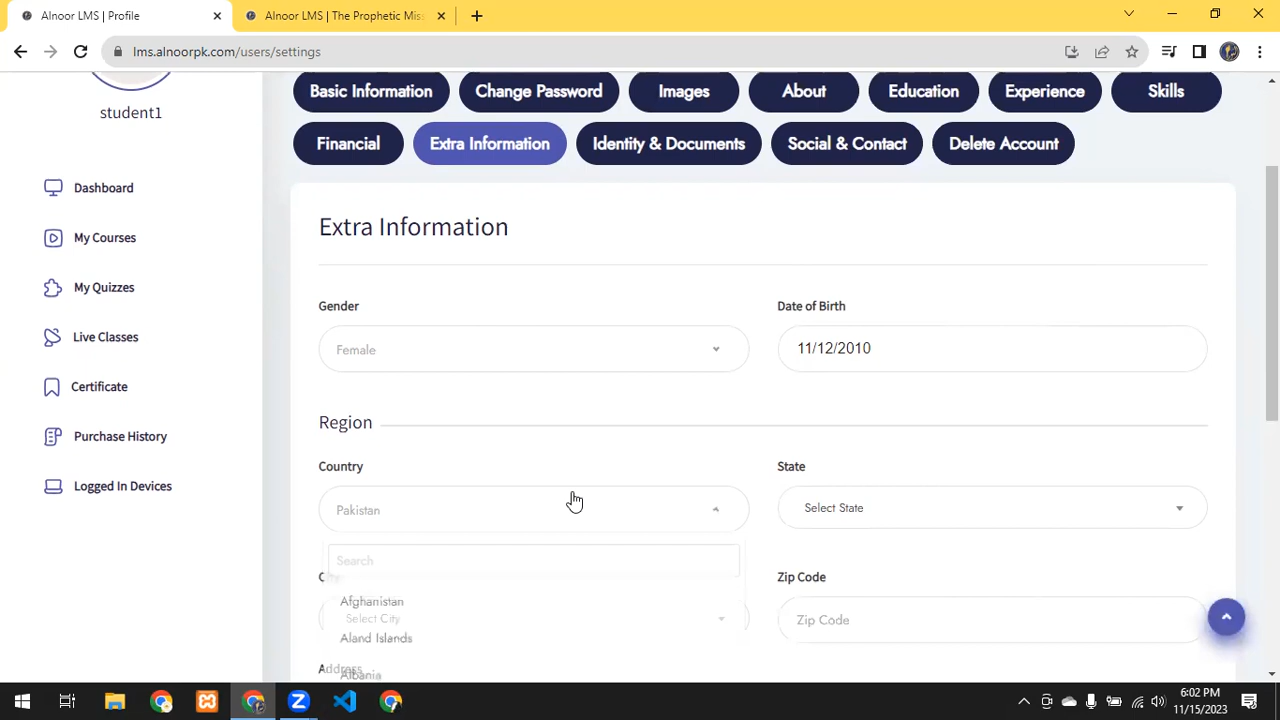 Alnoor LMS | Profile
Alnoor LMS | The Prophetic Mis
lms.alnoorpk.com/users/settings
student1
Basic Information
Change Password
Images
About
Education
Experience
Skills
Financial
Extra Information
Identity & Documents
Social & Contact
Delete Account
Dashboard
My Courses
My Quizzes
Live Classes
Certificate
Purchase History
Logged In Devices
Extra Information
Gender
Date of Birth
Female
11/12/2010
Region
Country
State
Pakistan
Select State
Search
Zip Code
Afghanistan
Select City
Zip Code
Aland Islands
Address
Albania
6:02 PM
11/15/2023